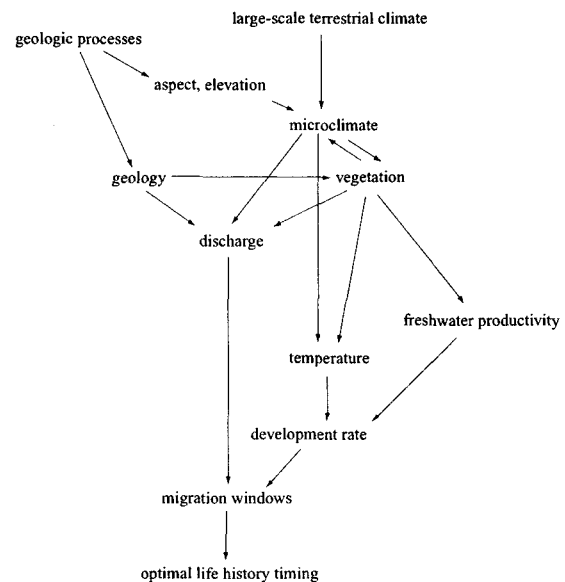 large-scale terrestrial climate
geologic processes
aspect, elevation
microclimate
geology
vegetation
discharge
freshwater productivity
temperature
development rate
migration windows
optimal life history timing